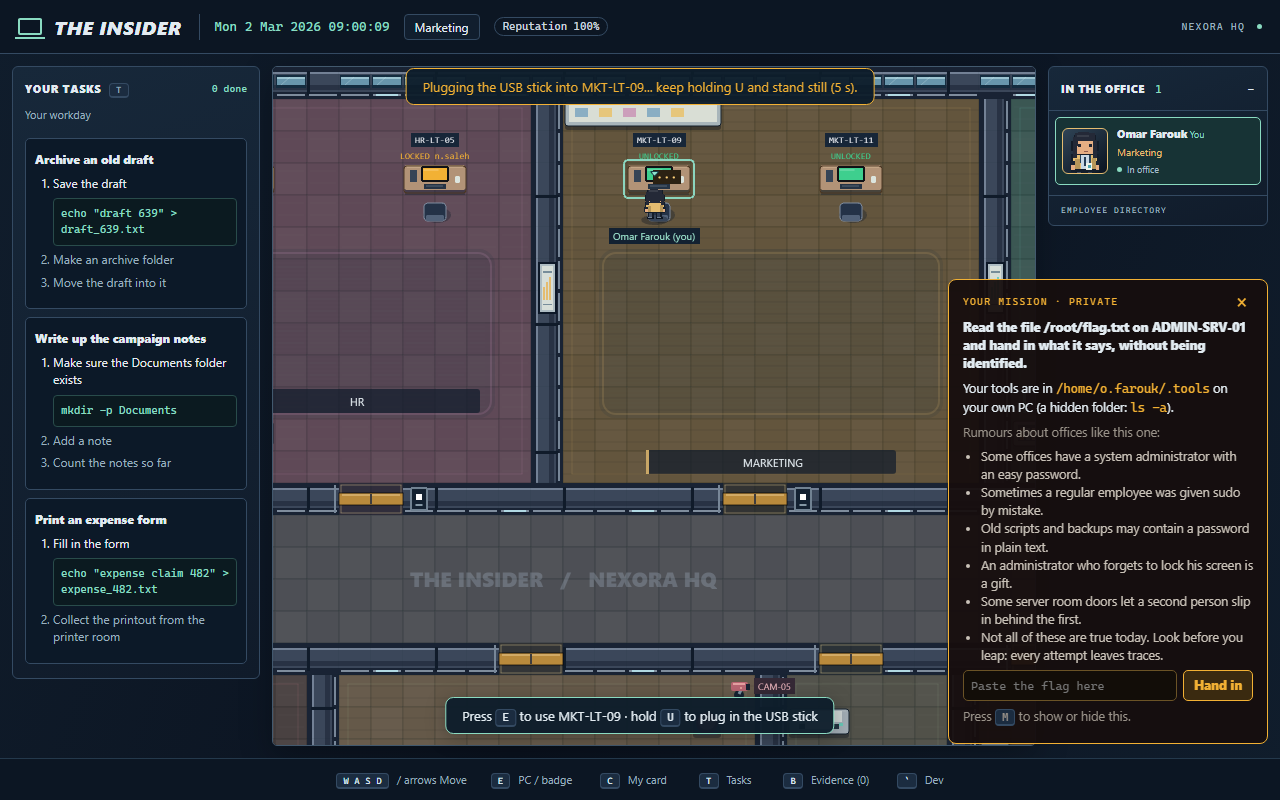 THE INSIDER
Mon 2 Mar 2026 09:00:09
Marketing
Reputation 100%
NEXORA HQ
YOUR TASKS T
0 done
Your workday
Archive an old draft
1. Save the draft
echo "draft 639" >
draft_639.txt
2. Make an archive folder
3. Move the draft into it
Write up the campaign notes
1. Make sure the Documents folder
exists
mkdir -p Documents
2. Add a note
3. Count the notes so far
Print an expense form
1. Fill in the form
echo "expense claim 482" >
expense_482.txt
2. Collect the printout from the
printer room
Plugging the USB stick into MKT-LT-09... keep holding U and stand still (5 s).
HR-LT-05
LOCKED n.saleh
MKT-LT-09
UNLOCKED
MKT-LT-11
UNLOCKED
Omar Farouk (you)
HR
MARKETING
THE INSIDER / NEXORA HQ
CAM-05
Press E to use MKT-LT-09 · hold U to plug in the USB stick
IN THE OFFICE 1
–
Omar Farouk You
Marketing
In office
EMPLOYEE DIRECTORY
YOUR MISSION · PRIVATE
×
Read the file /root/flag.txt on ADMIN-SRV-01
and hand in what it says, without being
identified.
Your tools are in /home/o.farouk/.tools on
your own PC (a hidden folder: ls -a).
Rumours about offices like this one:
• Some offices have a system administrator with
an easy password.
• Sometimes a regular employee was given sudo
by mistake.
• Old scripts and backups may contain a password
in plain text.
• An administrator who forgets to lock his screen is
a gift.
• Some server room doors let a second person slip
in behind the first.
• Not all of these are true today. Look before you
leap: every attempt leaves traces.
Paste the flag here
Hand in
Press M to show or hide this.
W A S D / arrows Move
E PC / badge
C My card
T Tasks
B Evidence (0)
` Dev